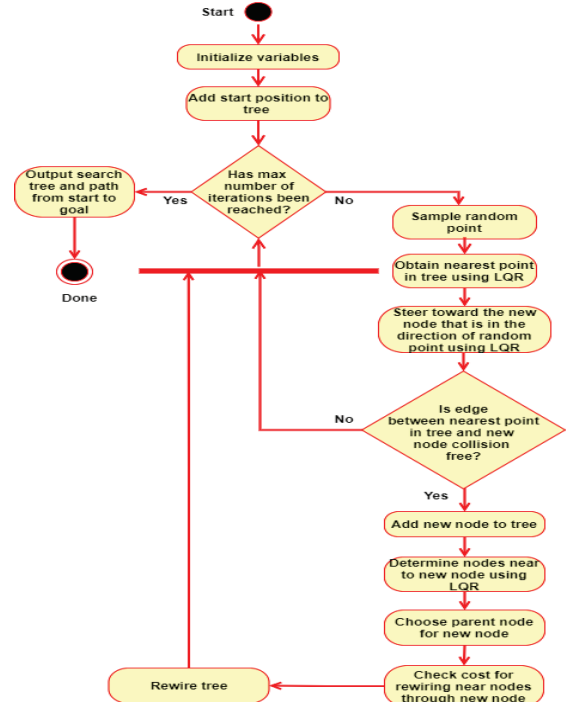 Start
Initialize variables
Add start position to
tree
Has max
number of
iterations been
reached?
Yes
No
Output search
tree and path
from start to
goal
Done
Sample random
point
Obtain nearest point
in tree using LQR
Steer toward the new
node that is in the
direction of random
point using LQR
Is edge
between nearest point
in tree and new
node collision
free?
No
Yes
Add new node to tree
Determine nodes near
to new node using
LQR
Choose parent node
for new node
Check cost for
rewiring near nodes
through new node
Rewire tree